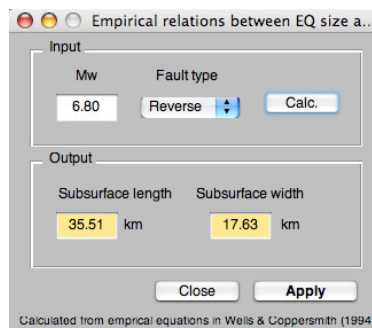 Empirical relations between EQ size a..
Input
Mw Fault type
6.80 Reverse Calc.
Output
Subsurface length Subsurface width
35.51 km 17.63 km
Close Apply
Calculated from emprical equations in Wells & Coppersmith (1994